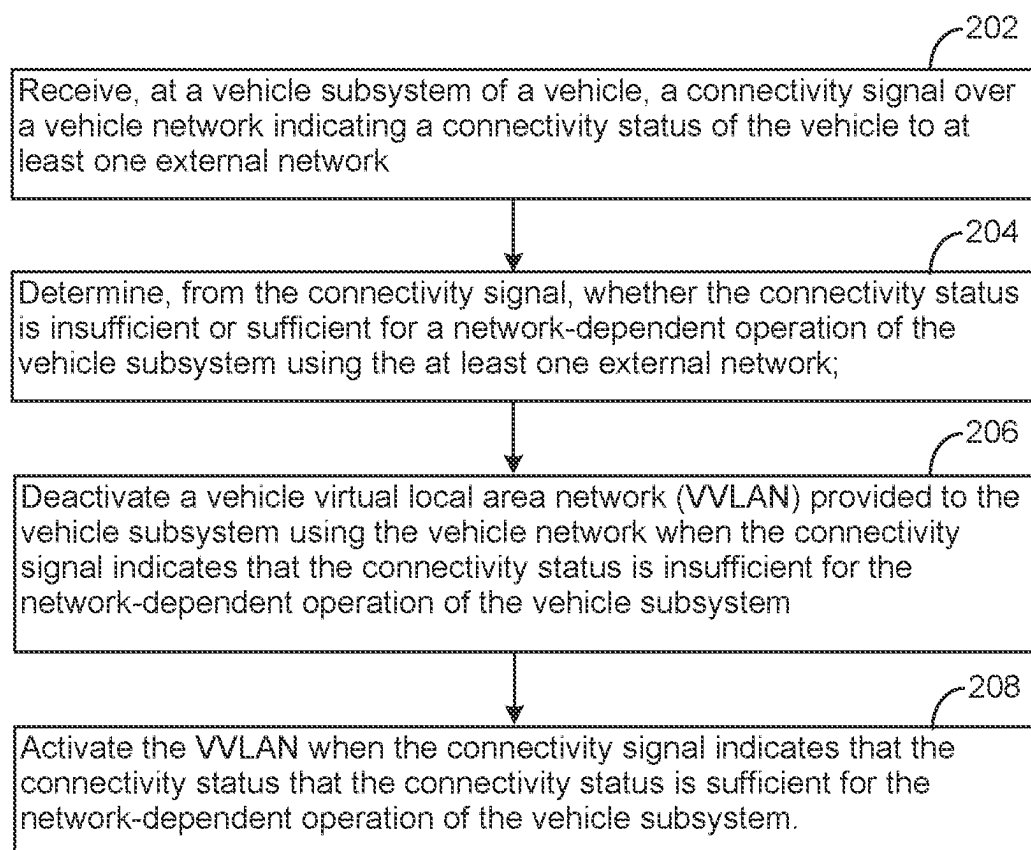 202
Receive, at a vehicle subsystem of a vehicle, a connectivity signal over
a vehicle network indicating a connectivity status of the vehicle to at
least one external network
204
Determine, from the connectivity signal, whether the connectivity status
is insufficient or sufficient for a network-dependent operation of the
vehicle subsystem using the at least one external network;
206
Deactivate a vehicle virtual local area network (VVLAN) provided to the
vehicle subsystem using the vehicle network when the connectivity
signal indicates that the connectivity status is insufficient for the
network-dependent operation of the vehicle subsystem
208
Activate the VVLAN when the connectivity signal indicates that the
connectivity status that the connectivity status is sufficient for the
network-dependent operation of the vehicle subsystem.